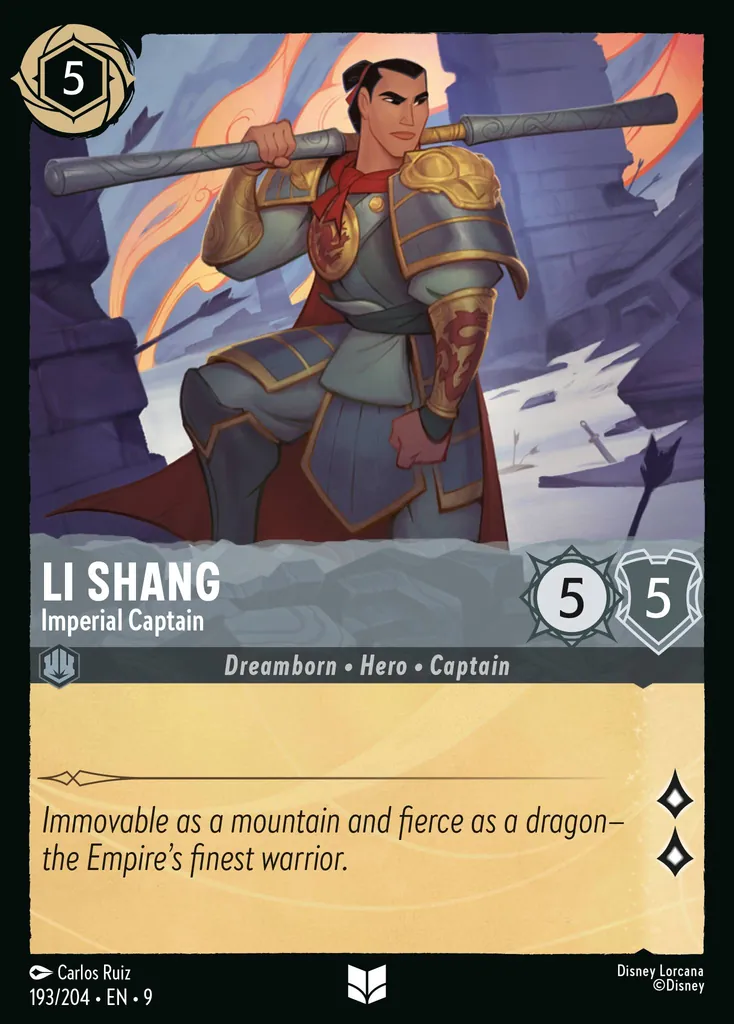 5
LI SHANG
Imperial Captain
5
5
Dreamborn • Hero • Captain
Immovable as a mountain and fierce as a dragon—
the Empire’s finest warrior.
Carlos Ruiz
193/204 • EN • 9
Disney Lorcana
©Disney